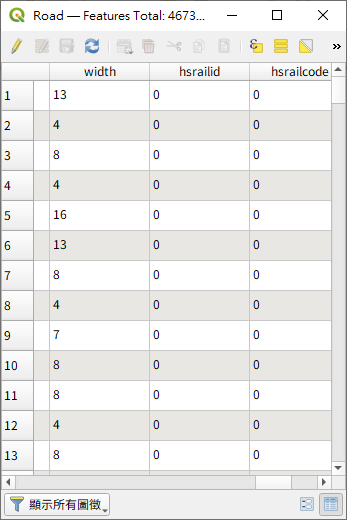 Road — Features Total: 4673...
width hsrailid hsrailcode
1 13 0 0
2 4 0 0
3 8 0 0
4 4 0 0
5 16 0 0
6 13 0 0
7 8 0 0
8 4 0 0
9 7 0 0
10 8 0 0
11 8 0 0
12 4 0 0
13 8 0 0
顯示所有圖徵